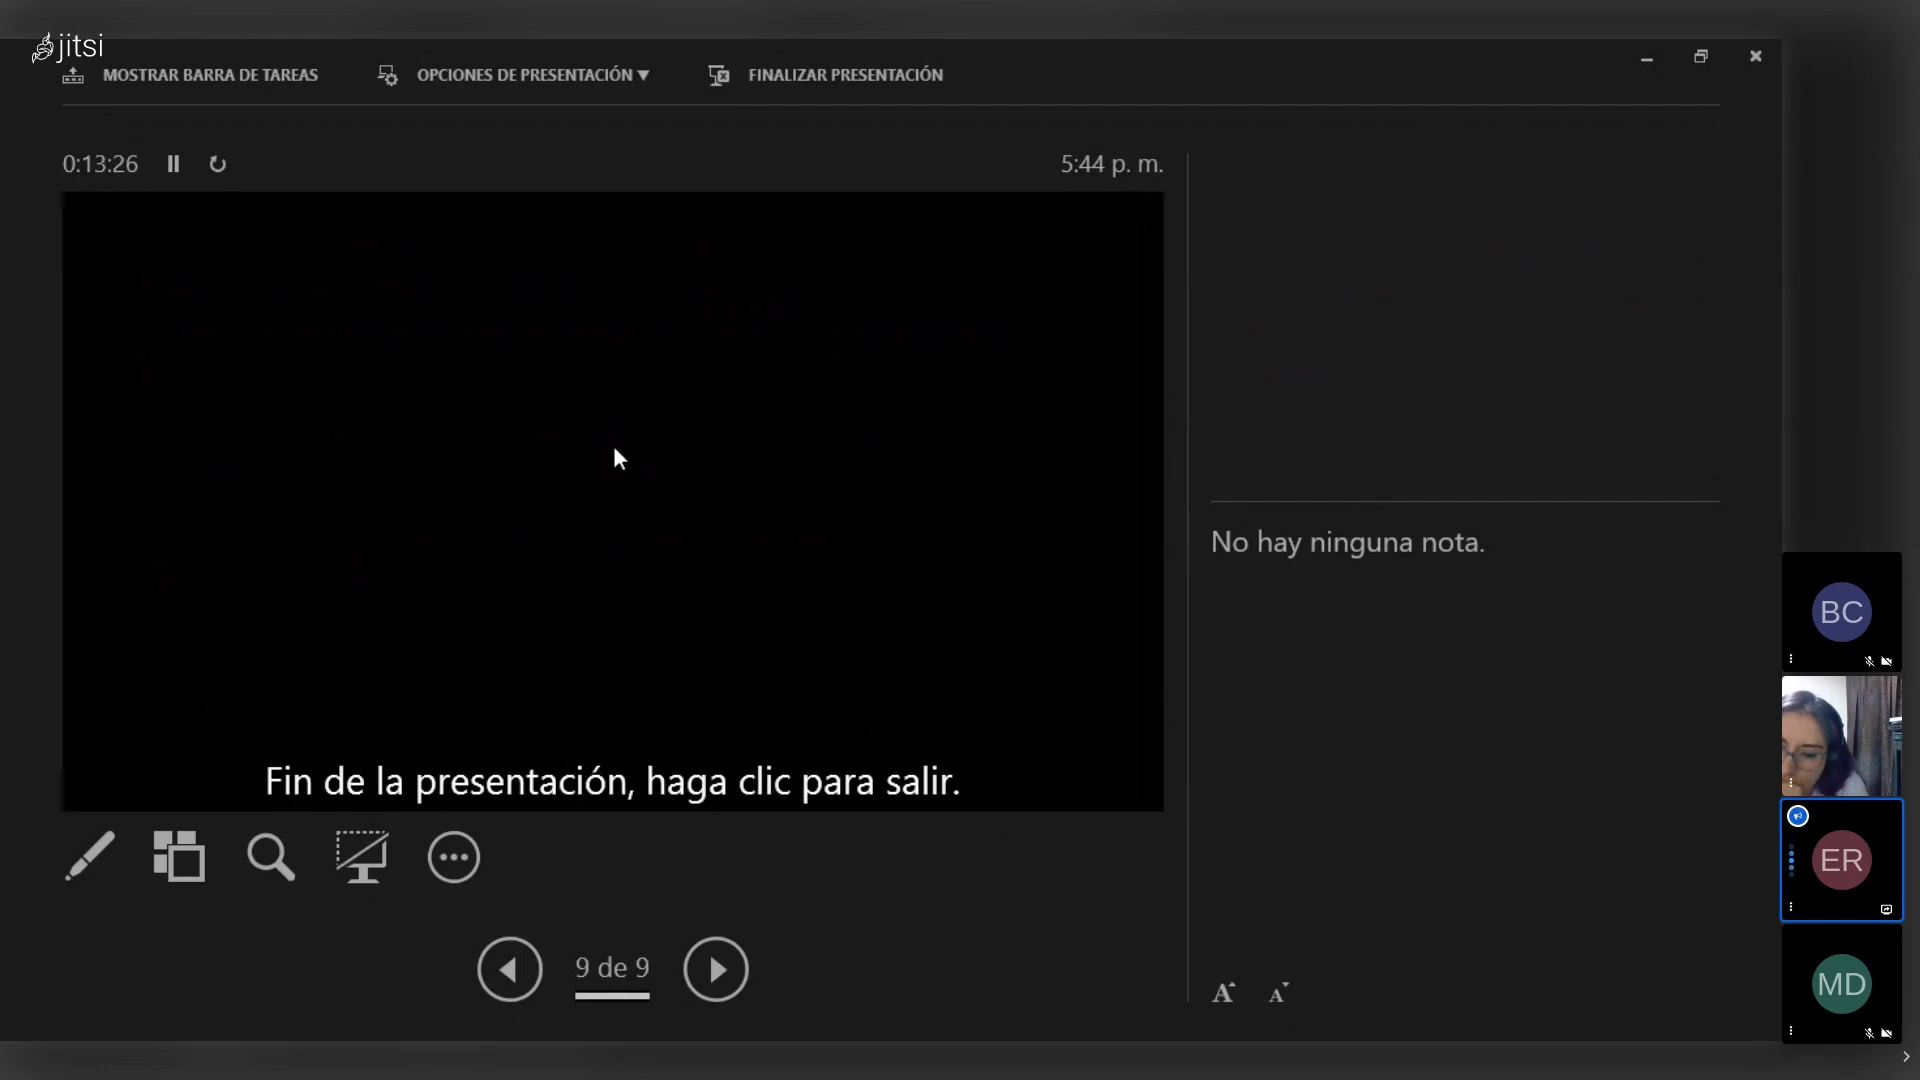 jitsi
MOSTRAR BARRA DE TAREAS OPCIONES DE PRESENTACIÓN FINALIZAR PRESENTACIÓN
0:13:26 5:44 p. m.
No hay ninguna nota.
BC
Fin de la presentación, haga clic para salir.
ER
9 de 9
MD
A A